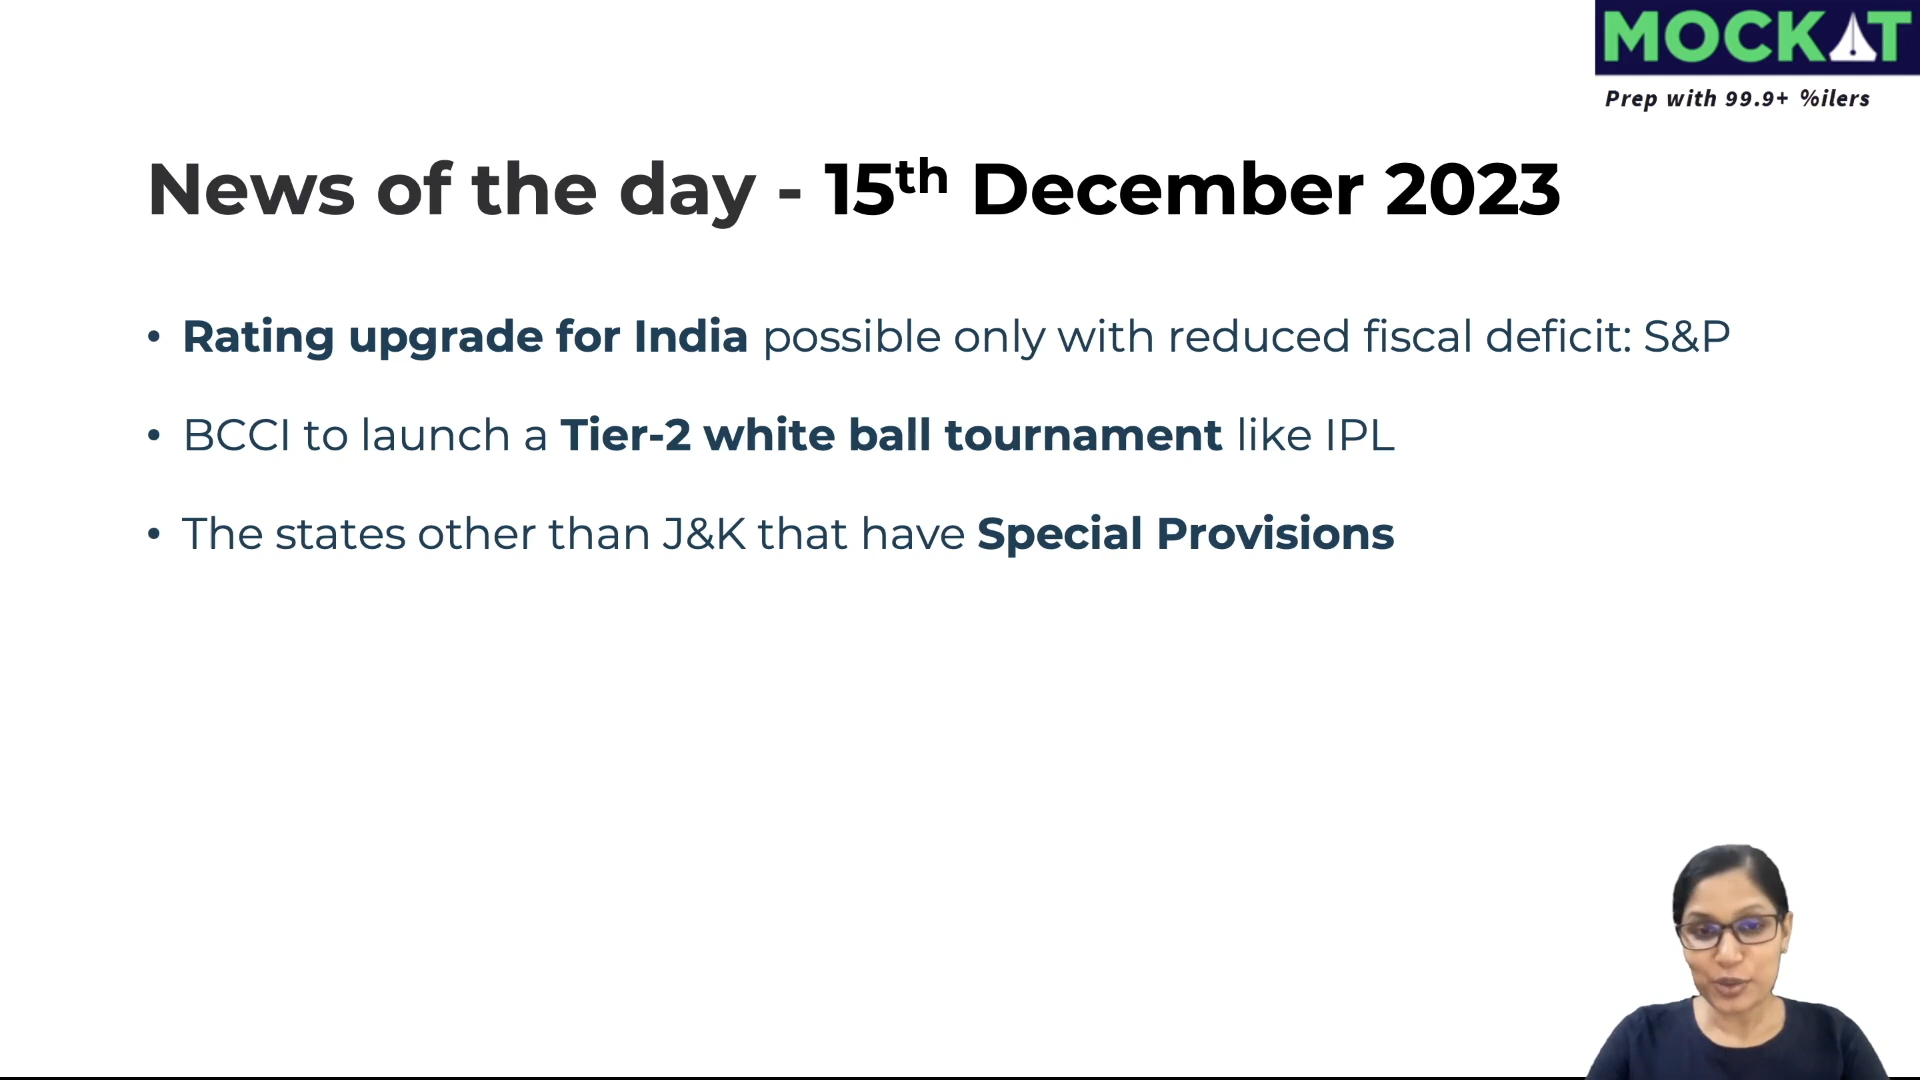 MOCKAT
Prep with 99.9+ %ilers
News of the day - 15th December 2023
• Rating upgrade for India possible only with reduced fiscal deficit: S&P
• BCCI to launch a Tier-2 white ball tournament like IPL
• The states other than J&K that have Special Provisions